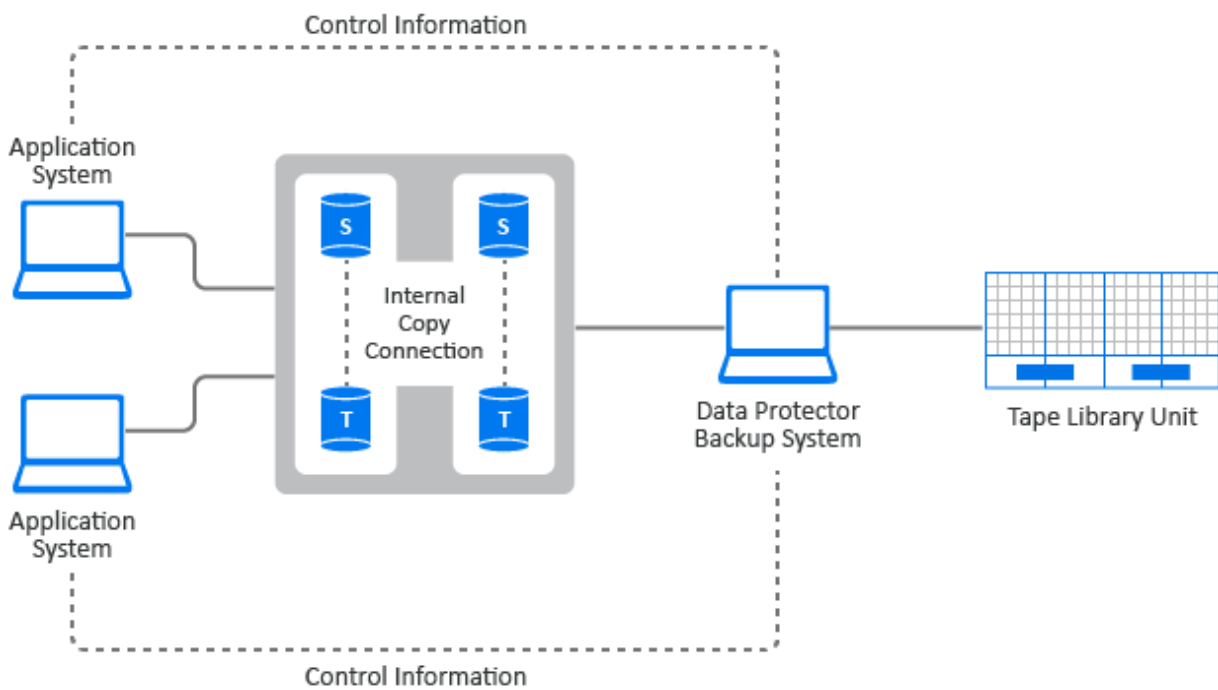 Control Information
Application
System
S
S
Internal
Copy
Connection
T
T
Data Protector
Backup System
Tape Library Unit
Application
System
Control Information